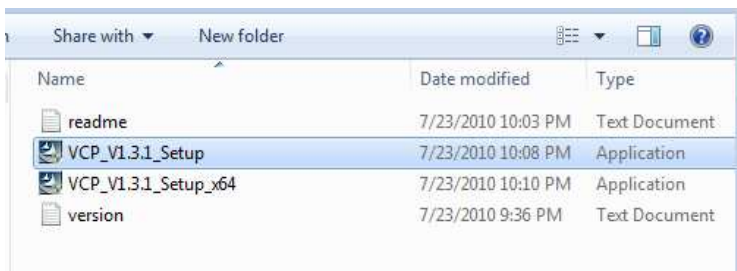 Share with New folder
Name Date modified Type
readme 7/23/2010 10:03 PM Text Document
VCP_V1.3.1_Setup 7/23/2010 10:08 PM Application
VCP_V1.3.1_Setup_x64 7/23/2010 10:10 PM Application
version 7/23/2010 9:36 PM Text Document